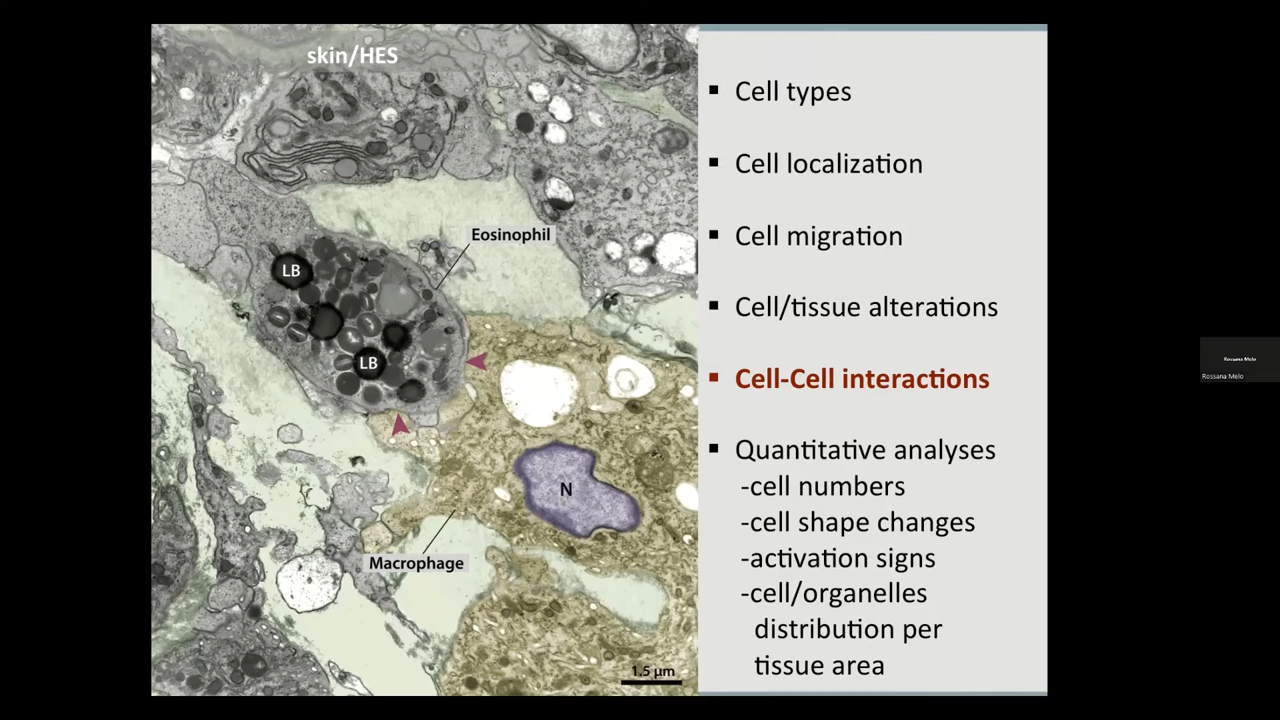 skin/HES
Eosinophil
LB
LB
N
Macrophage
1.5 μm
▪ Cell types
▪ Cell localization
▪ Cell migration
▪ Cell/tissue alterations
▪ Cell-Cell interactions
▪ Quantitative analyses
-cell numbers
-cell shape changes
-activation signs
-cell/organelles
distribution per
tissue area
Rossana Melo
Rossana Melo